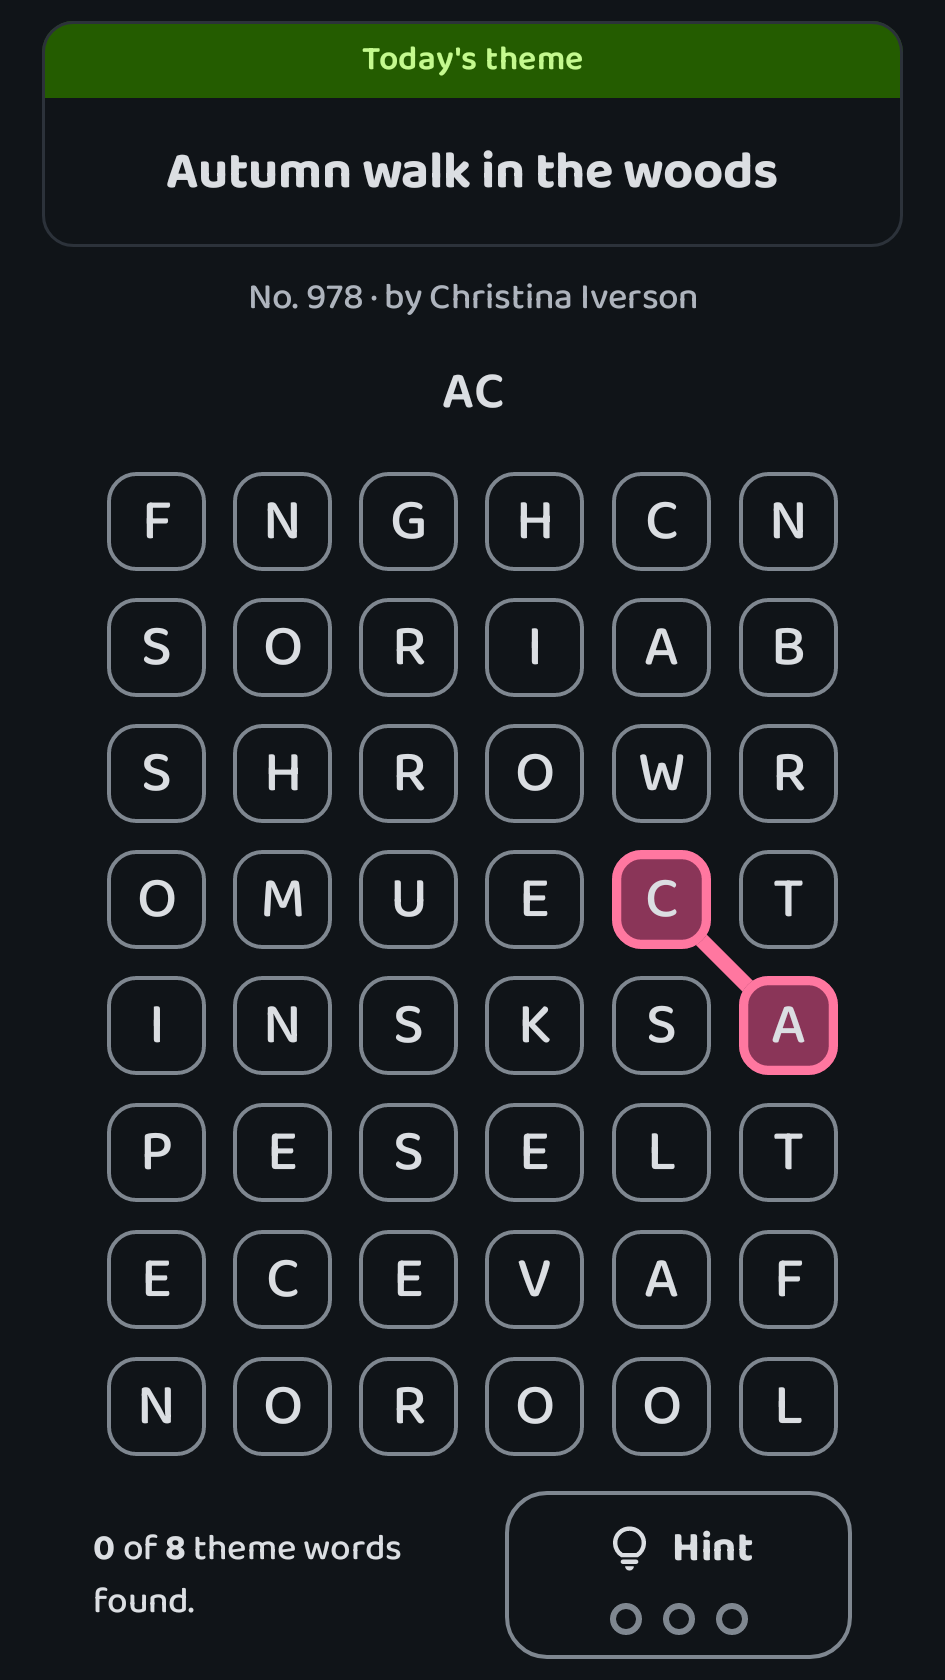 Today's theme
Autumn walk in the woods
No. 978 · by Christina Iverson
AC
F N G H C N
S O R I A B
S H R O W R
O M U E C T
I N S K S A
P E S E L T
E C E V A F
N O R O O L
0 of 8 theme words
found.
Hint